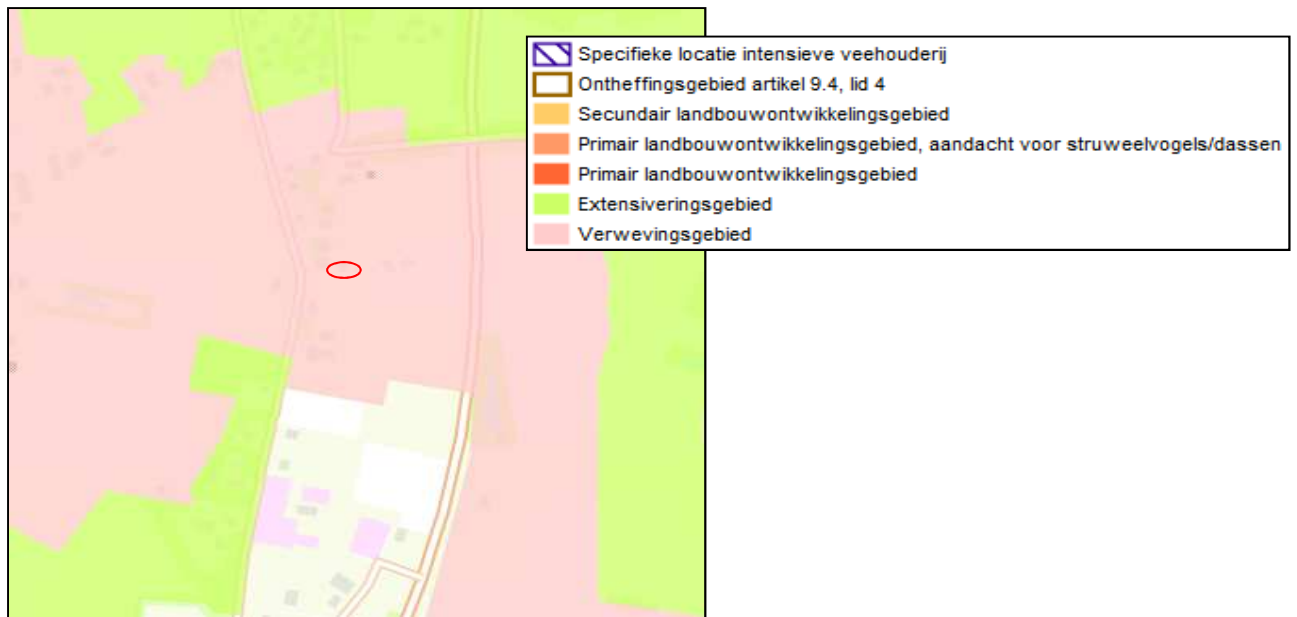 Specifieke locatie intensieve veehouderij
Ontheffingsgebied artikel 9.4, lid 4
Secundair landbouwontwikkelingsgebied
Primair landbouwontwikkelingsgebied, aandacht voor struweelvogels/dassen
Primair landbouwontwikkelingsgebied
Extensiveringsgebied
Verwevingsgebied